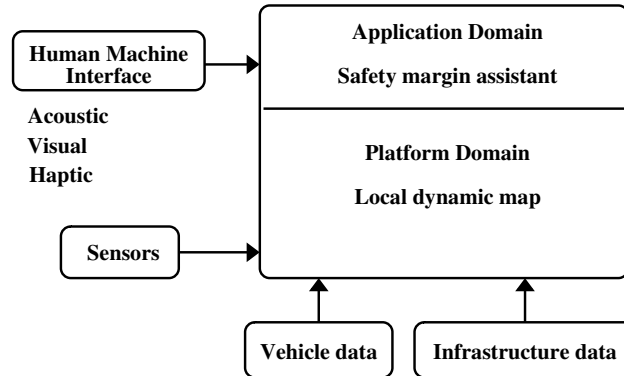 Human Machine
Interface
Acoustic
Visual
Haptic
Application Domain
Safety margin assistant
Platform Domain
Local dynamic map
Sensors
Vehicle data
Infrastructure data